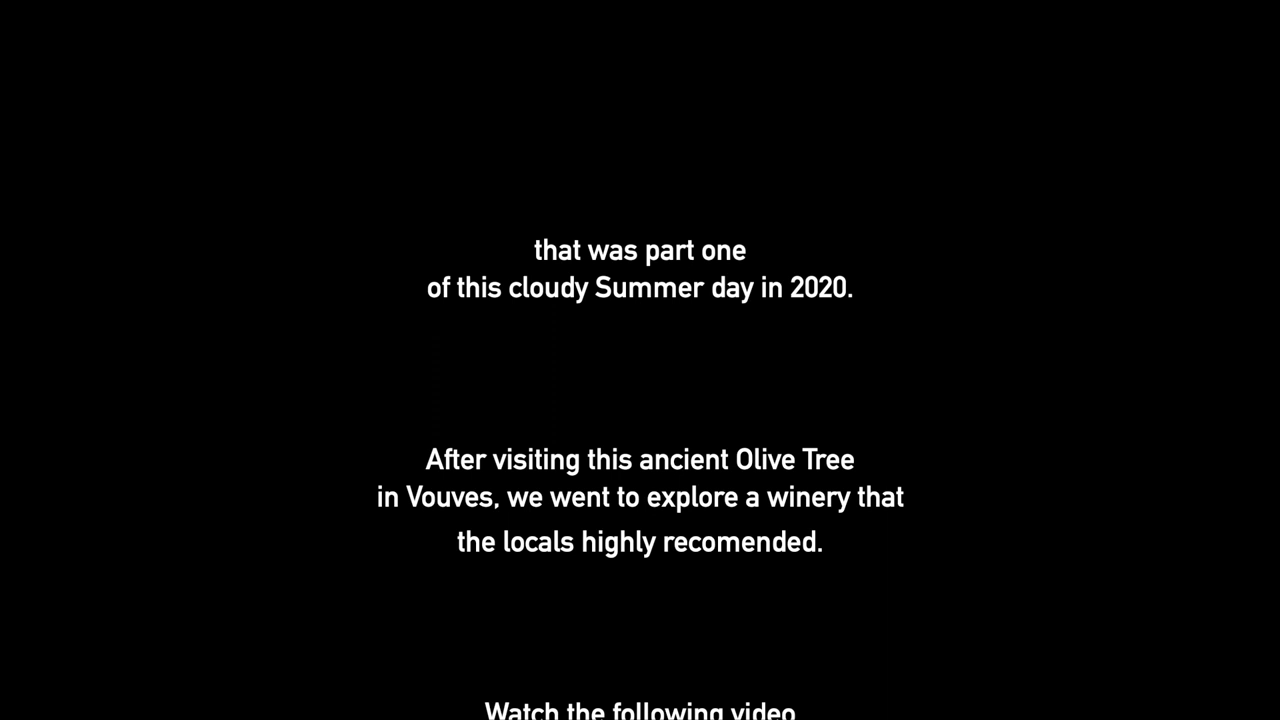 that was part one
of this cloudy Summer day in 2020.
After visiting this ancient Olive Tree
in Vouves, we went to explore a winery that
the locals highly recomended.
Watch the following video